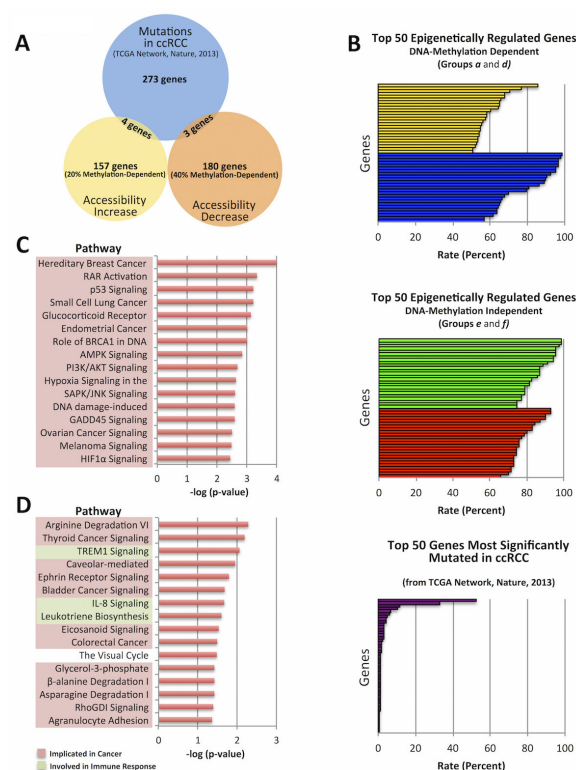 A
Mutations
in ccRCC
(TCGA Network, Nature, 2013)
273 genes
4 genes
3 genes
157 genes
(20% Methylation-Dependent)
Accessibility
Increase
180 genes
(40% Methylation-Dependent)
Accessibility
Decrease
B
Top 50 Epigenetically Regulated Genes
DNA-Methylation Dependent
(Groups a and d)
Genes
0 20 40 60 80 100
Rate (Percent)
Top 50 Epigenetically Regulated Genes
DNA-Methylation Independent
(Groups e and f)
Genes
0 20 40 60 80 100
Rate (Percent)
Top 50 Genes Most Significantly
Mutated in ccRCC
(from TCGA Network, Nature, 2013)
Genes
0 20 40 60 80 100
Rate (Percent)
C
Pathway
Hereditary Breast Cancer
RAR Activation
p53 Signaling
Small Cell Lung Cancer
Glucocorticoid Receptor
Endometrial Cancer
Role of BRCA1 in DNA
AMPK Signaling
PI3K/AKT Signaling
Hypoxia Signaling in the
SAPK/JNK Signaling
DNA damage-induced
GADD45 Signaling
Ovarian Cancer Signaling
Melanoma Signaling
HIF1α Signaling
0 1 2 3 4
-log (p-value)
D
Pathway
Arginine Degradation VI
Thyroid Cancer Signaling
TREM1 Signaling
Caveolar-mediated
Ephrin Receptor Signaling
Bladder Cancer Signaling
IL-8 Signaling
Leukotriene Biosynthesis
Eicosanoid Signaling
Colorectal Cancer
The Visual Cycle
Glycerol-3-phosphate
β-alanine Degradation I
Asparagine Degradation I
RhoGDI Signaling
Agranulocyte Adhesion
0 1 2 3
-log (p-value)
Implicated in Cancer
Involved in Immune Response